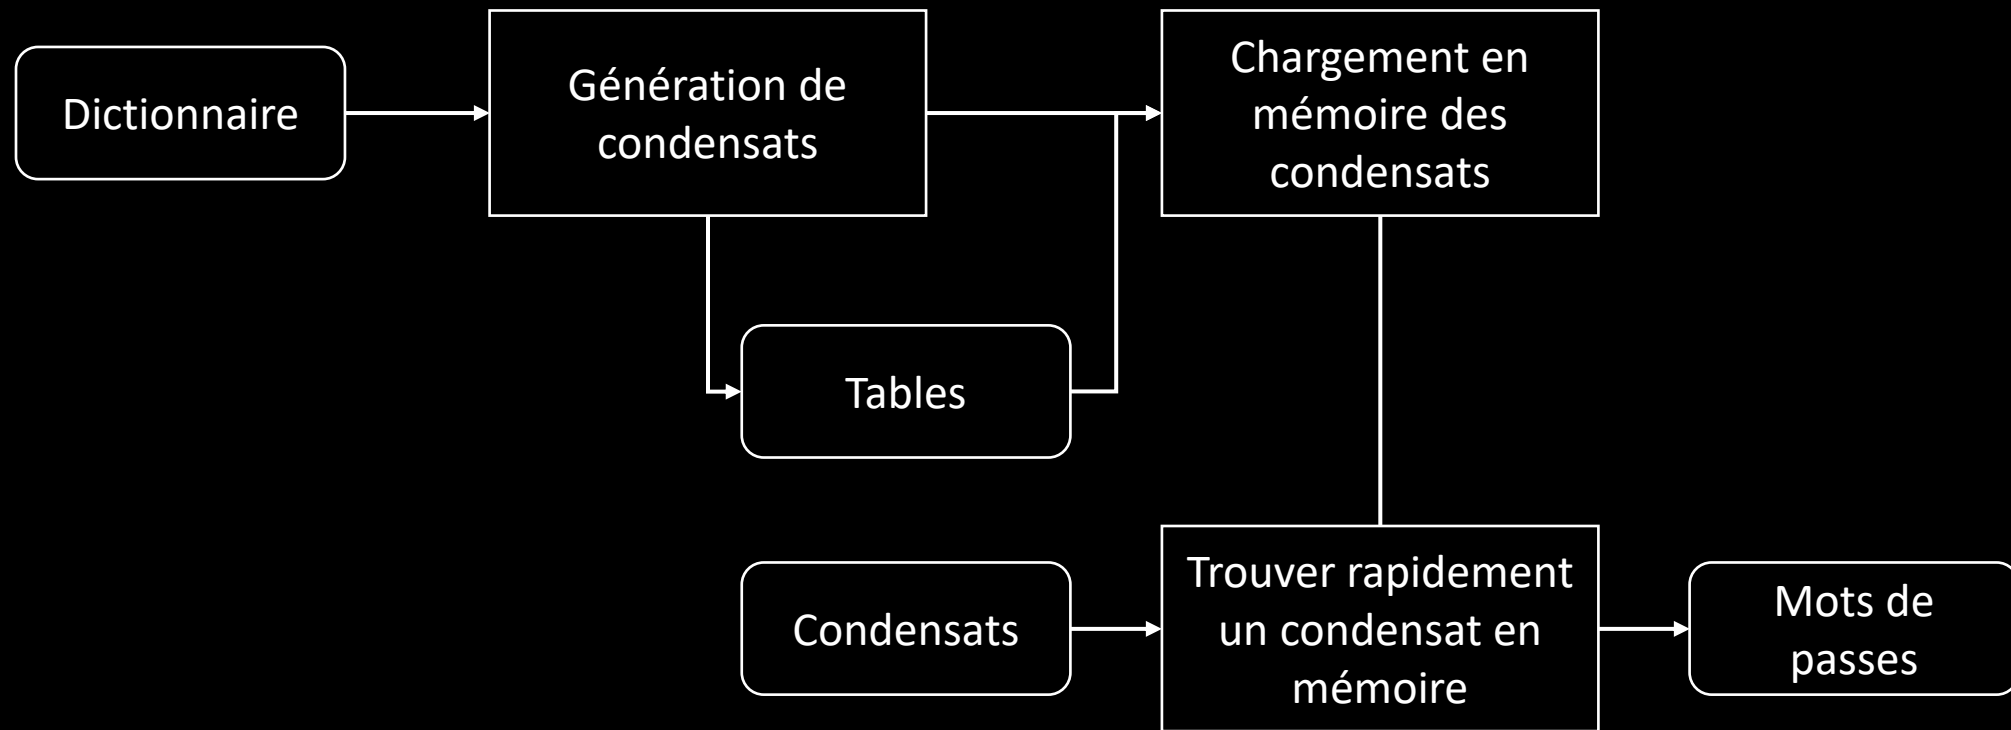 Dictionnaire
Génération de
condensats
Chargement en
mémoire des
condensats
Tables
Condensats
Trouver rapidement
un condensat en
mémoire
Mots de
passes